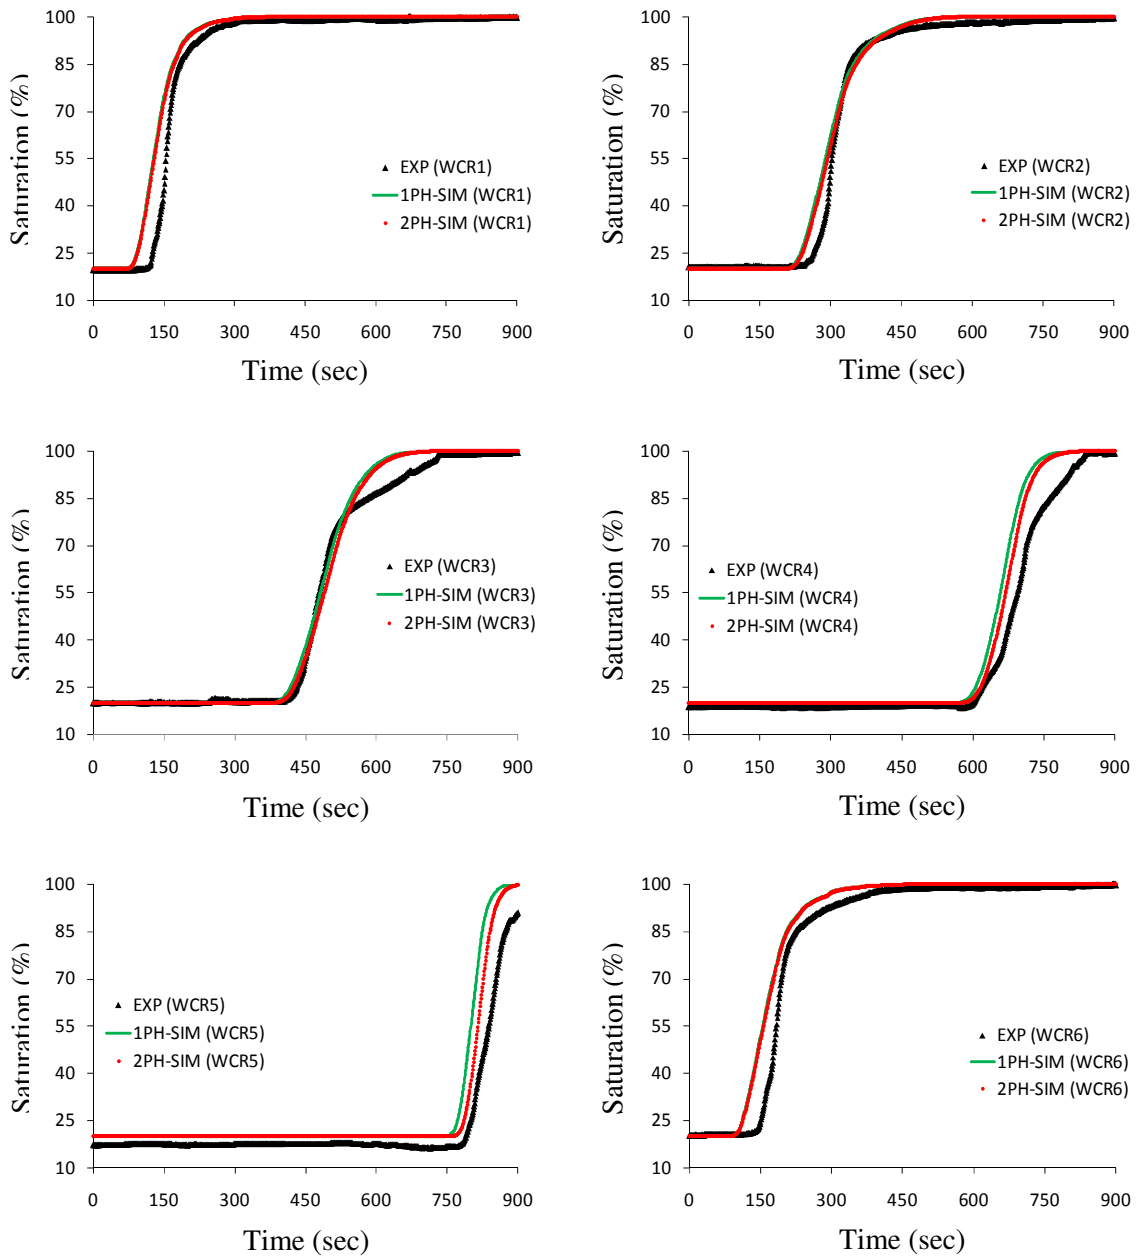 Saturation (%)
100
85
70
55
40
25
10
EXP (WCR1)
1PH-SIM (WCR1)
2PH-SIM (WCR1)
0 150 300 450 600 750 900
Time (sec)
Saturation (%)
100
85
70
55
40
25
10
EXP (WCR2)
1PH-SIM (WCR2)
2PH-SIM (WCR2)
0 150 300 450 600 750 900
Time (sec)
Saturation (%)
100
85
70
55
40
25
10
EXP (WCR3)
1PH-SIM (WCR3)
2PH-SIM (WCR3)
0 150 300 450 600 750 900
Time (sec)
Saturation (%)
100
85
70
55
40
25
10
EXP (WCR4)
1PH-SIM (WCR4)
2PH-SIM (WCR4)
0 150 300 450 600 750 900
Time (sec)
Saturation (%)
100
85
70
55
40
25
10
EXP (WCR5)
1PH-SIM (WCR5)
2PH-SIM (WCR5)
0 150 300 450 600 750 900
Time (sec)
Saturation (%)
100
85
70
55
40
25
10
EXP (WCR6)
1PH-SIM (WCR6)
2PH-SIM (WCR6)
0 150 300 450 600 750 900
Time (sec)